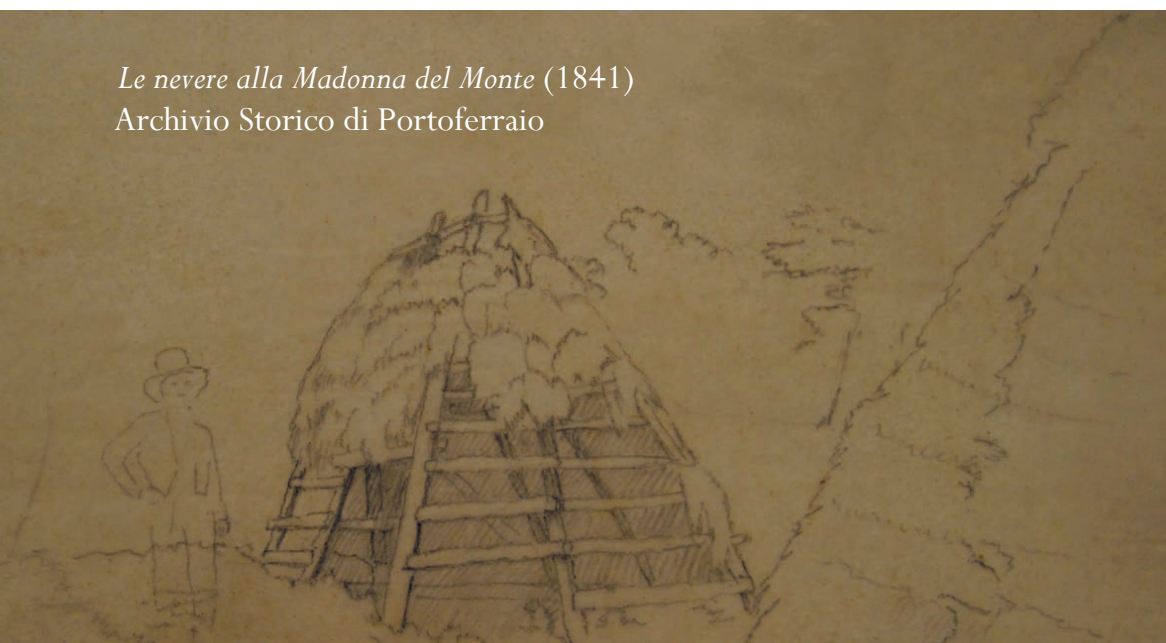 Le nevere alla Madonna del Monte (1841)
Archivio Storico di Portoferraio